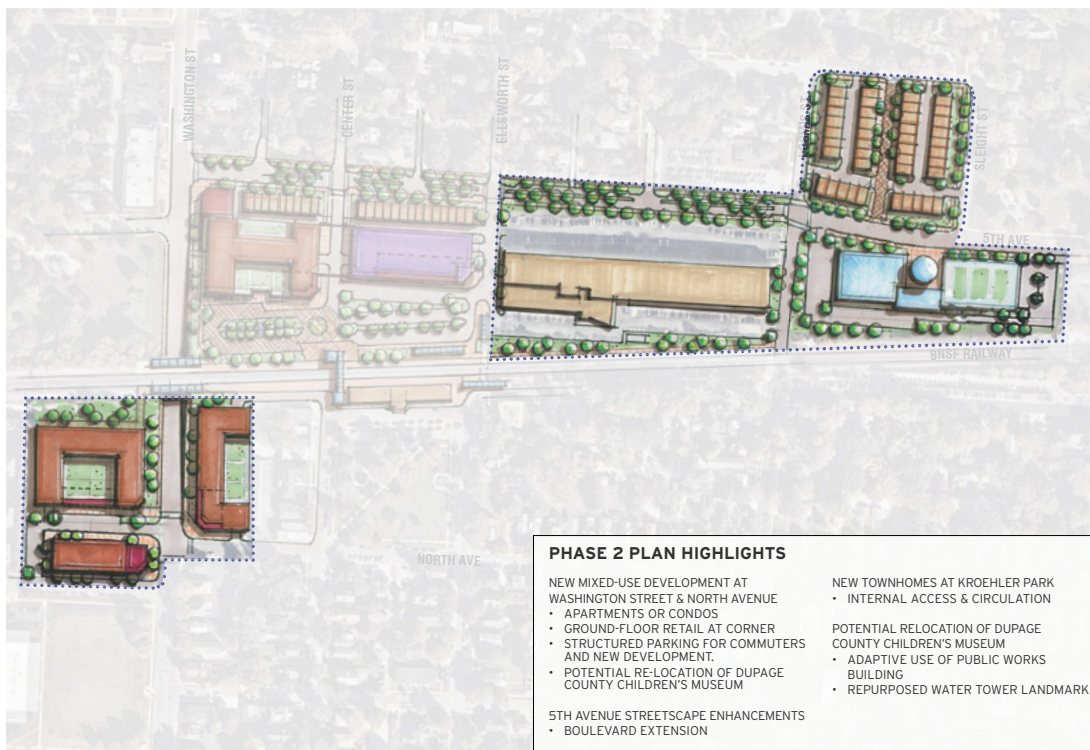 WASHINGTON ST
CENTER ST
ELLSWORTH ST
SLEIGHT ST
5TH AVE
BNSF RAILWAY
NORTH AVE
PHASE 2 PLAN HIGHLIGHTS
NEW MIXED-USE DEVELOPMENT AT
WASHINGTON STREET & NORTH AVENUE
• APARTMENTS OR CONDOS
• GROUND-FLOOR RETAIL AT CORNER
• STRUCTURED PARKING FOR COMMUTERS
AND NEW DEVELOPMENT.
• POTENTIAL RE-LOCATION OF DUPAGE
COUNTY CHILDREN'S MUSEUM
5TH AVENUE STREETSCAPE ENHANCEMENTS
• BOULEVARD EXTENSION
NEW TOWNHOMES AT KROEHLER PARK
• INTERNAL ACCESS & CIRCULATION
POTENTIAL RELOCATION OF DUPAGE
COUNTY CHILDREN'S MUSEUM
• ADAPTIVE USE OF PUBLIC WORKS
BUILDING
• REPURPOSED WATER TOWER LANDMARK